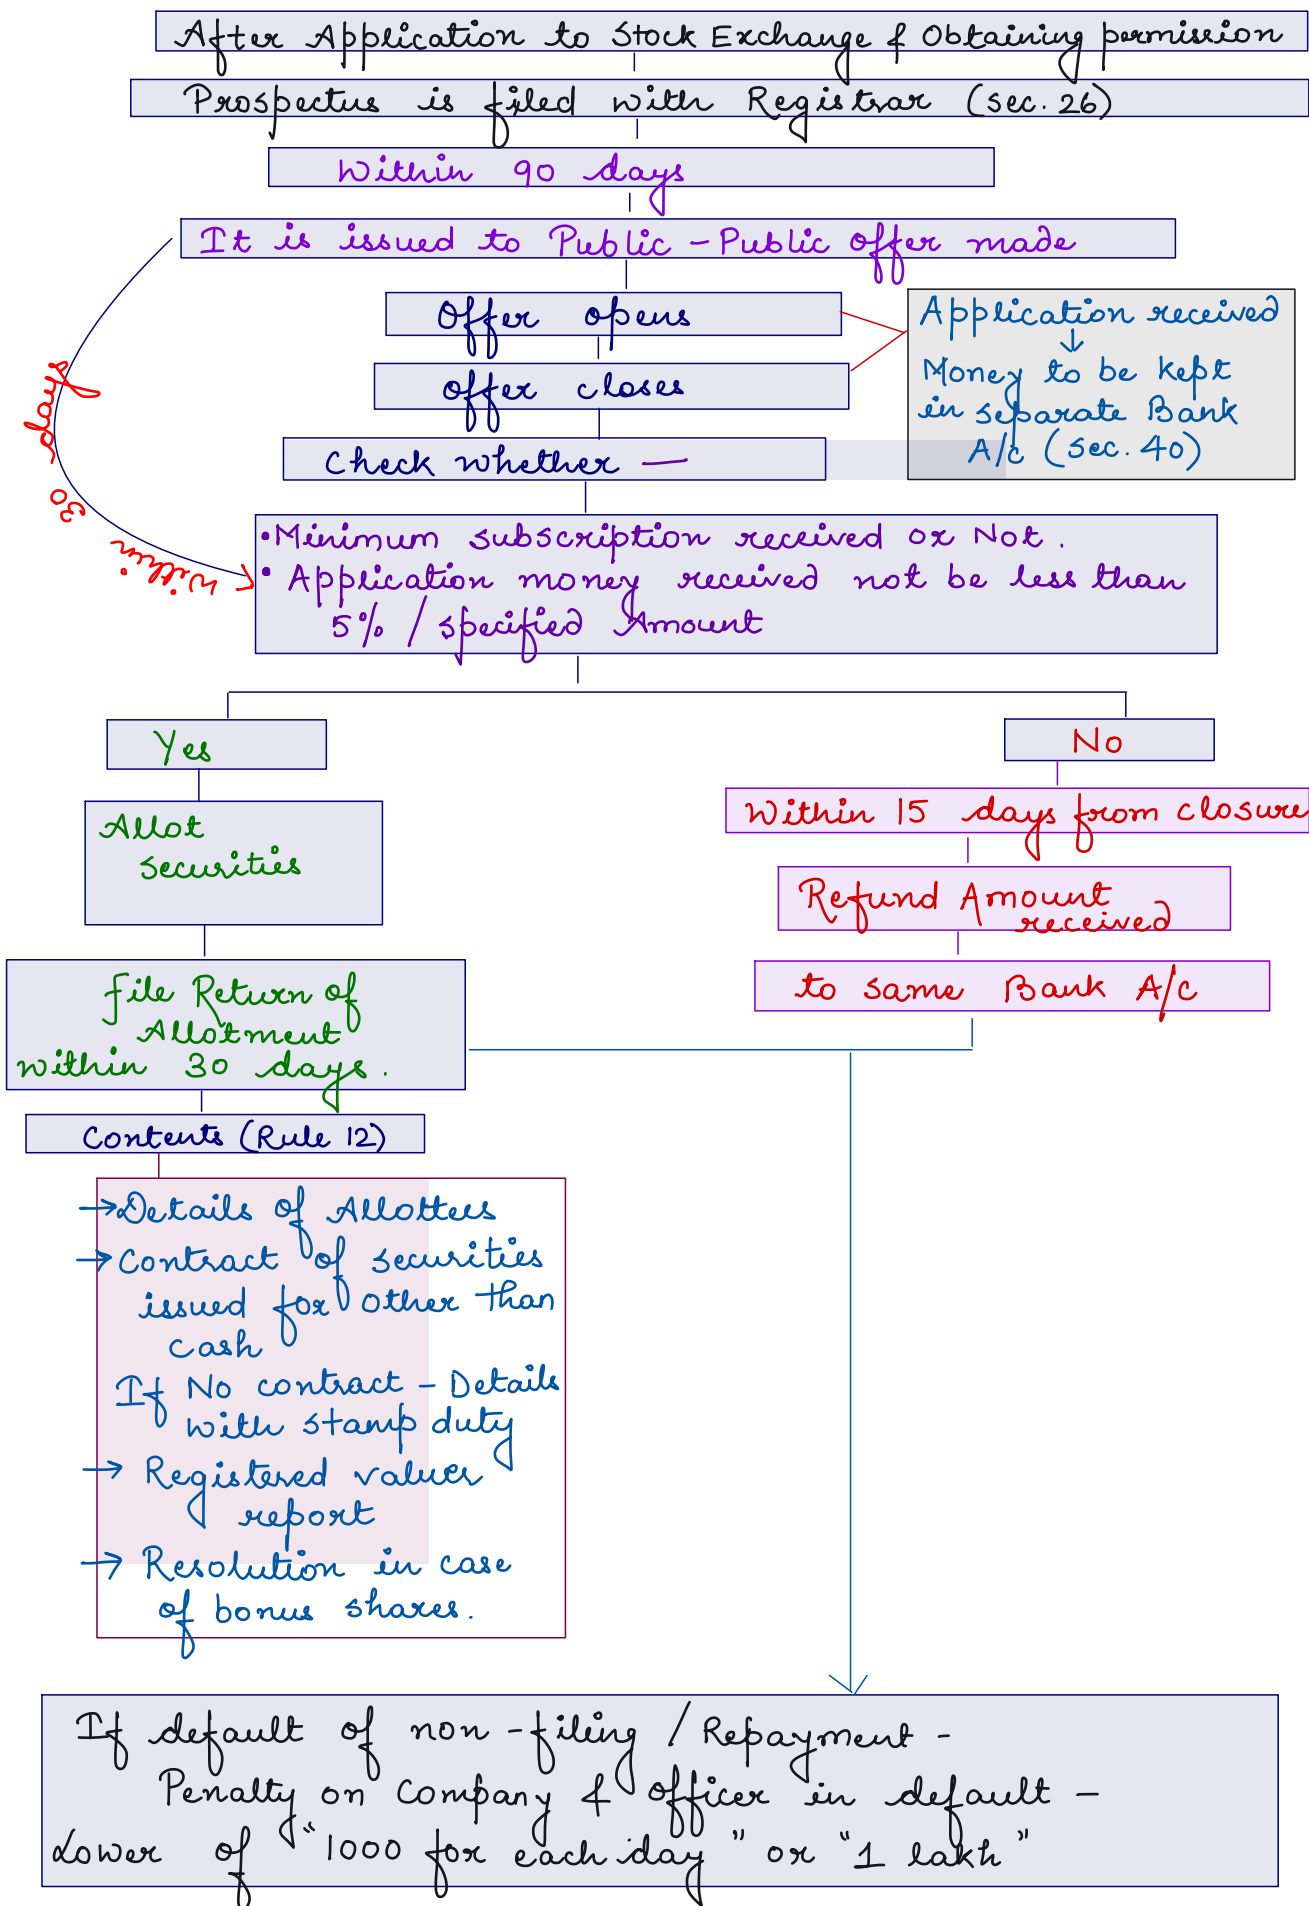 After Application to Stock Exchange & Obtaining permission
Prospectus is filed with Registrar (sec. 26)
Within 90 days
It is issued to Public - Public offer made
Offer opens
offer closes
Application received
↓
Money to be kept
in separate Bank
A/c (sec. 40)
within 30 days
Check whether —
• Minimum subscription received or Not.
• Application money received not be less than
5% / specified Amount
Yes
No
Allot
securities
Within 15 days from closure
Refund Amount
received
to same Bank A/c
file Return of
Allotment
within 30 days.
Contents (Rule 12)
→ Details of Allottees
→ Contract of securities
issued for other than
cash
If No contract - Details
with stamp duty
→ Registered valuer
report
→ Resolution in case
of bonus shares.
If default of non-filing / Repayment -
Penalty on Company & officer in default -
Lower of "1000 for each day" or "1 lakh"